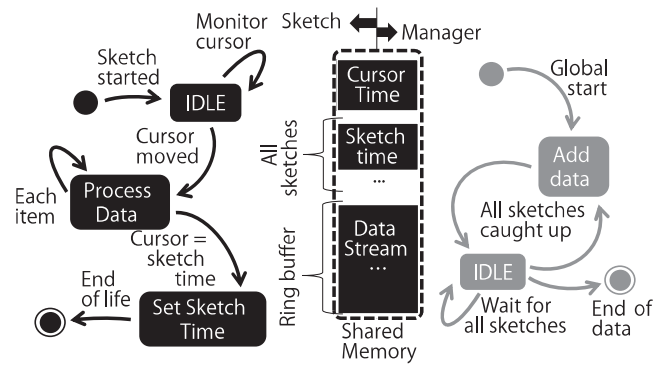 Sketch
Manager
Sketch
started
Monitor
cursor
IDLE
Cursor
moved
Each
item
Process
Data
Cursor =
sketch
time
End
of life
Set Sketch
Time
All
sketches
Ring buffer
Cursor
Time
Sketch
time
...
Data
Stream
...
Shared
Memory
Global
start
Add
data
All sketches
caught up
IDLE
Wait for
all sketches
End of
data